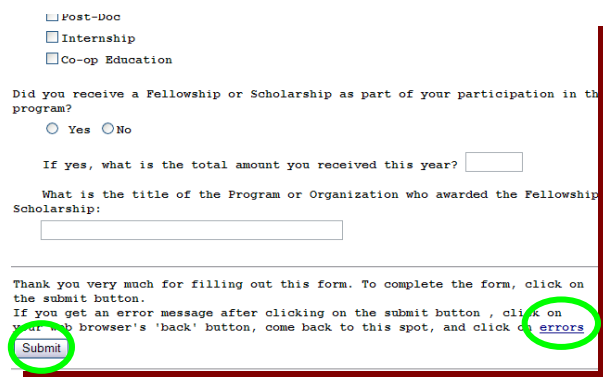 Post-Doc
Internship
Co-op Education
Did you receive a Fellowship or Scholarship as part of your participation in th
program?
Yes No
If yes, what is the total amount you received this year?
What is the title of the Program or Organization who awarded the Fellowship
Scholarship:
Thank you very much for filling out this form. To complete the form, click on
the submit button.
If you get an error message after clicking on the submit button , click on
your web browser's 'back' button, come back to this spot, and click on errors
Submit